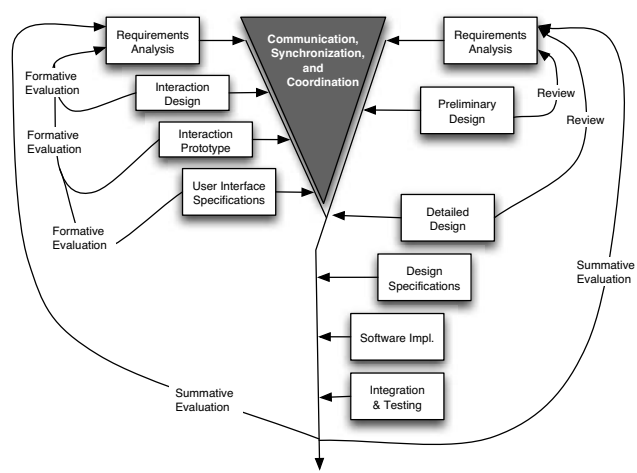 Requirements
Analysis
Communication,
Synchronization,
and
Coordination
Requirements
Analysis
Formative
Evaluation
Interaction
Design
Preliminary
Design
Review
Review
Formative
Evaluation
Interaction
Prototype
User Interface
Specifications
Detailed
Design
Formative
Evaluation
Design
Specifications
Summative
Evaluation
Software Impl.
Summative
Evaluation
Integration
& Testing